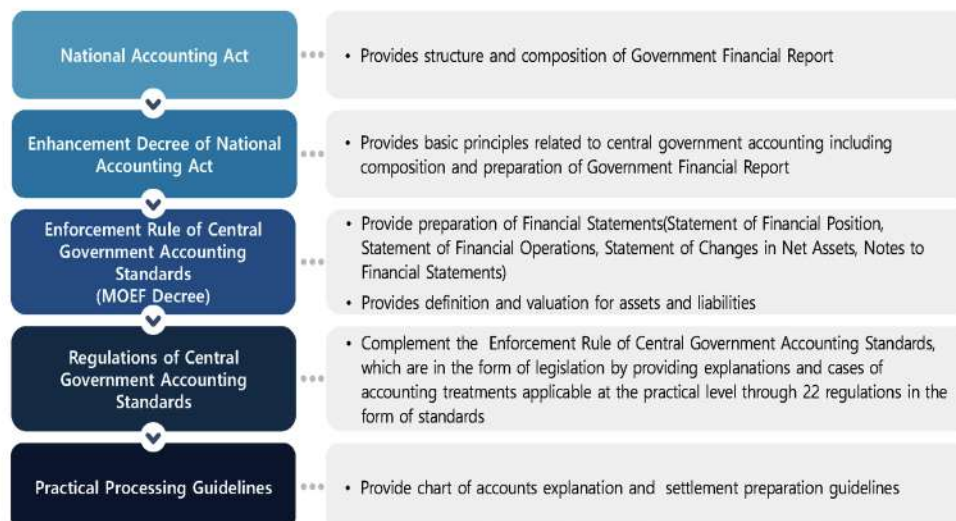 National Accounting Act
• Provides structure and composition of Government Financial Report
Enhancement Decree of National
Accounting Act
• Provides basic principles related to central government accounting including
composition and preparation of Government Financial Report
Enforcement Rule of Central
Government Accounting
Standards
(MOEF Decree)
• Provide preparation of Financial Statements(Statement of Financial Position,
Statement of Financial Operations, Statement of Changes in Net Assets, Notes to
Financial Statements)
• Provides definition and valuation for assets and liabilities
Regulations of Central
Government Accounting
Standards
• Complement the Enforcement Rule of Central Government Accounting Standards,
which are in the form of legislation by providing explanations and cases of
accounting treatments applicable at the practical level through 22 regulations in the
form of standards
Practical Processing Guidelines
• Provide chart of accounts explanation and settlement preparation guidelines